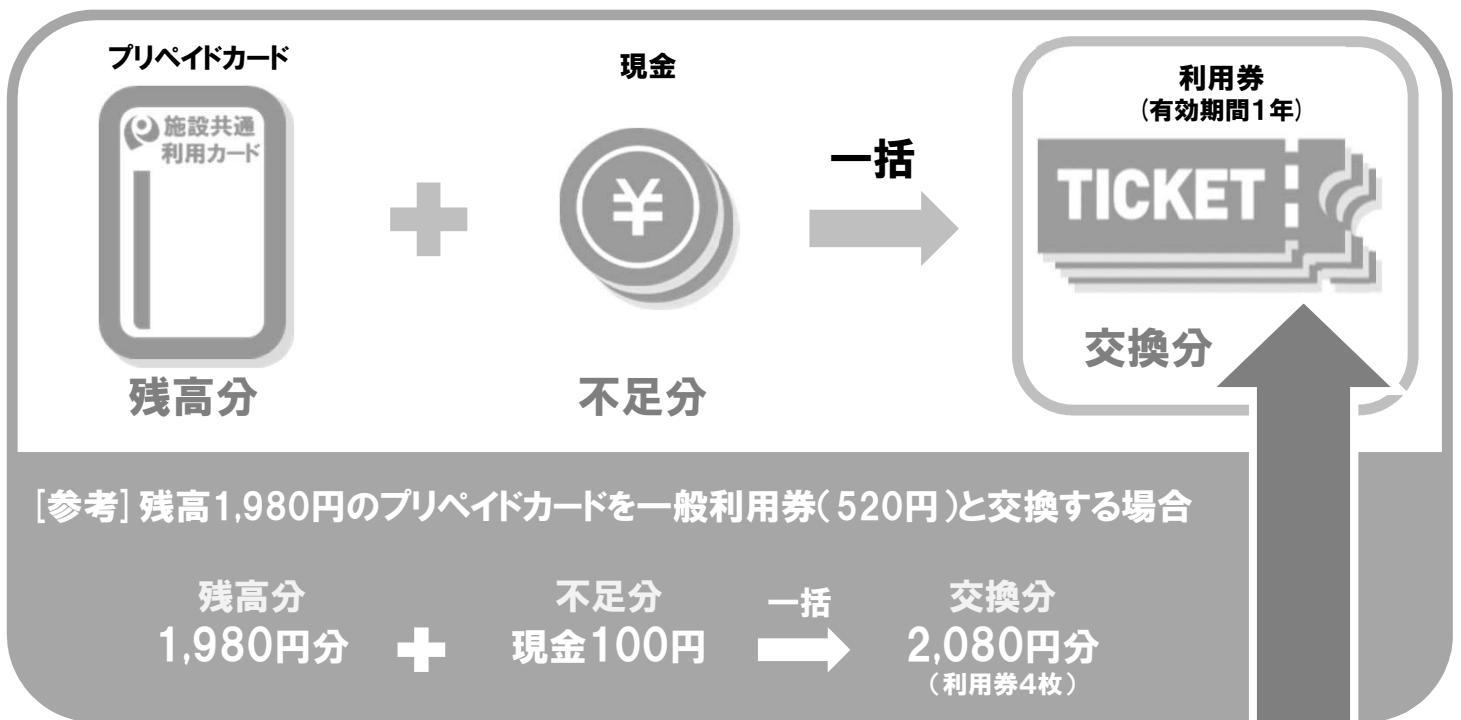 プリペイドカード
現金
利用券
(有効期間1年)
施設共通
利用カード
¥
一括
TICKET
残高分
不足分
交換分
[参考] 残高1,980円のプリペイドカードを一般利用券(520円)と交換する場合
残高分
不足分
一括
交換分
1,980円分
現金100円
2,080円分
(利用券4枚)